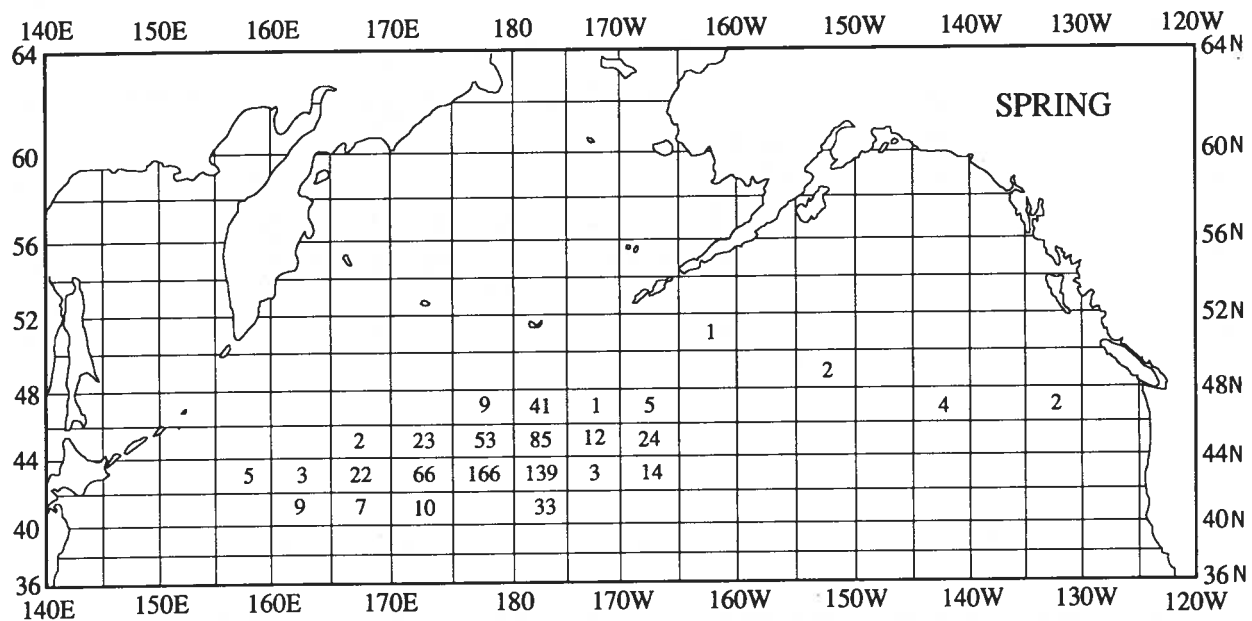 140E 150E 160E 170E 180 170W 160W 150W 140W 130W 120W
64 64N
SPRING
60 60N
56 56N
52 52N
1
2
48 48N
9 41 1 5 4 2
2 23 53 85 12 24
44 44N
5 3 22 66 166 139 3 14
9 7 10 33
40 40N
36 36N
140E 150E 160E 170E 180 170W 160W 150W 140W 130W 120W